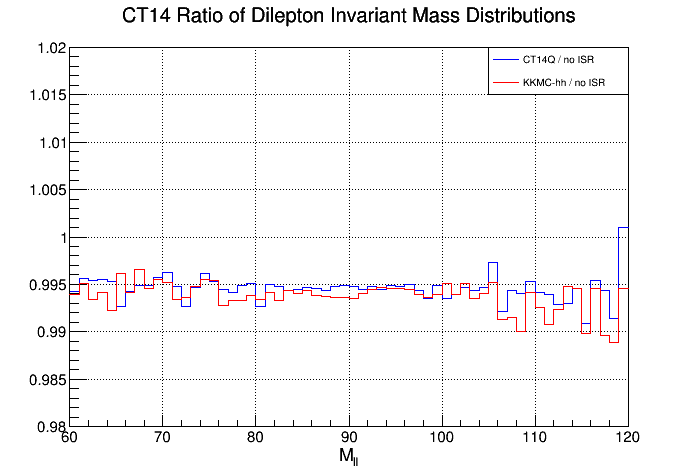 CT14 Ratio of Dilepton Invariant Mass Distributions
1.02
CT14Q / no ISR
KKMC-hh / no ISR
1.015
1.01
1.005
1
0.995
0.99
0.985
0.98
60 70 80 90 100 110 120
M_ll